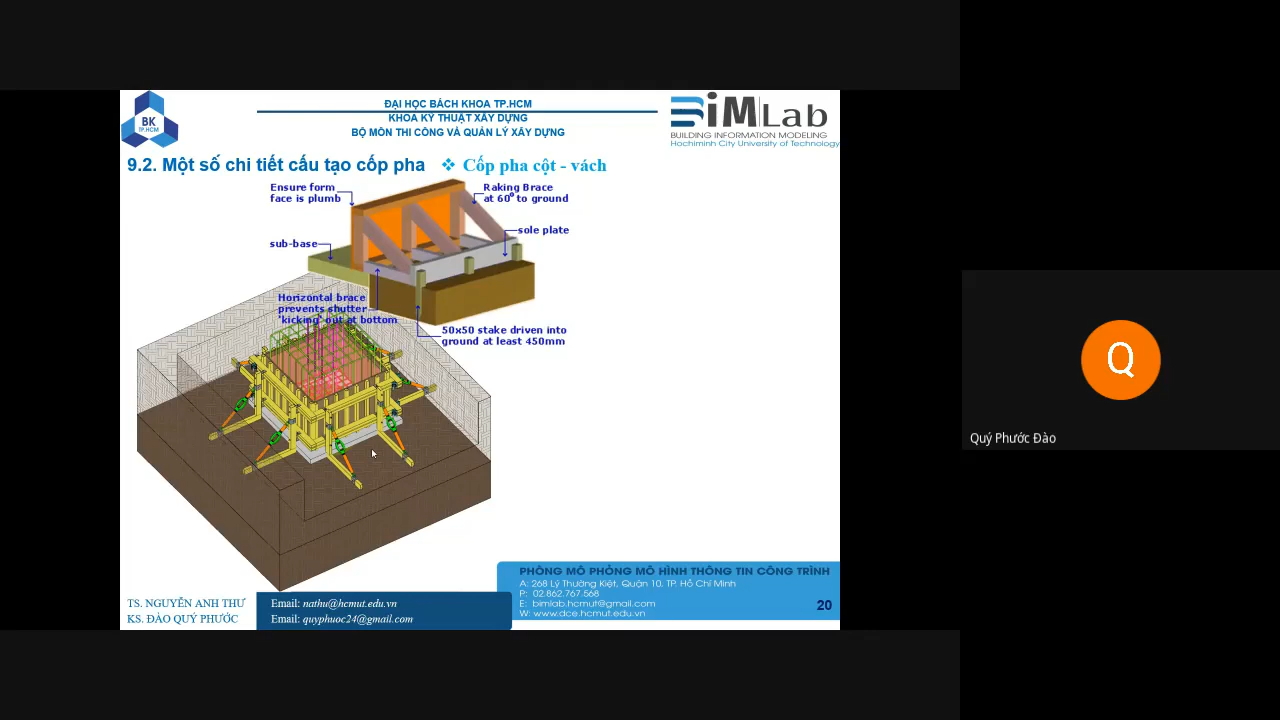 BK
TP.HCM
ĐẠI HỌC BÁCH KHOA TP.HCM
KHOA KỸ THUẬT XÂY DỰNG
BỘ MÔN THI CÔNG VÀ QUẢN LÝ XÂY DỰNG
BiMLab
BUILDING INFORMATION MODELING
Hochiminh City University of Technology
9.2. Một số chi tiết cấu tạo cốp pha ❖ Cốp pha cột - vách
Ensure form
face is plumb
Raking Brace
at 60⁰ to ground
sub-base
sole plate
Horizontal brace
prevents shutter
'kicking' out at bottom
50x50 stake driven into
ground at least 450mm
Q
Quý Phước Đào
PHÒNG MÔ PHỎNG MÔ HÌNH THÔNG TIN CÔNG TRÌNH
A: 268 Lý Thường Kiệt, Quận 10, TP. Hồ Chí Minh
P: 02.862.767.568
E: bimlab.hcmut@gmail.com
W: www.dce.hcmut.edu.vn
20
TS. NGUYỄN ANH THƯ
KS. ĐÀO QUÝ PHƯỚC
Email: nathu@hcmut.edu.vn
Email: quyphuoc24@gmail.com